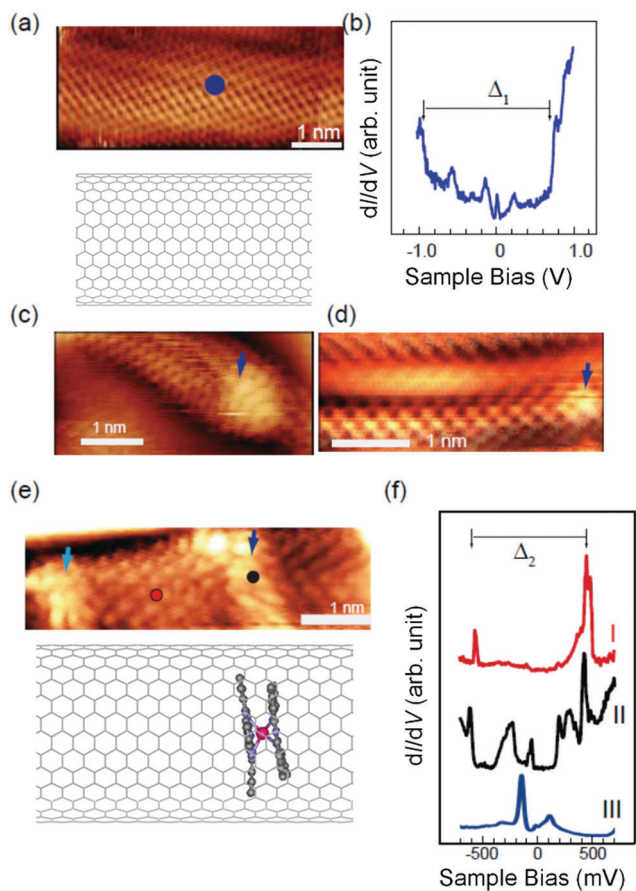 (a)
1 nm
(b)
Δ1
dI/dV (arb. unit)
-1.0
0
1.0
Sample Bias (V)
(c)
1 nm
(d)
1 nm
(e)
1 nm
(f)
Δ2
I
II
III
dI/dV (arb. unit)
-500
0
500
Sample Bias (mV)